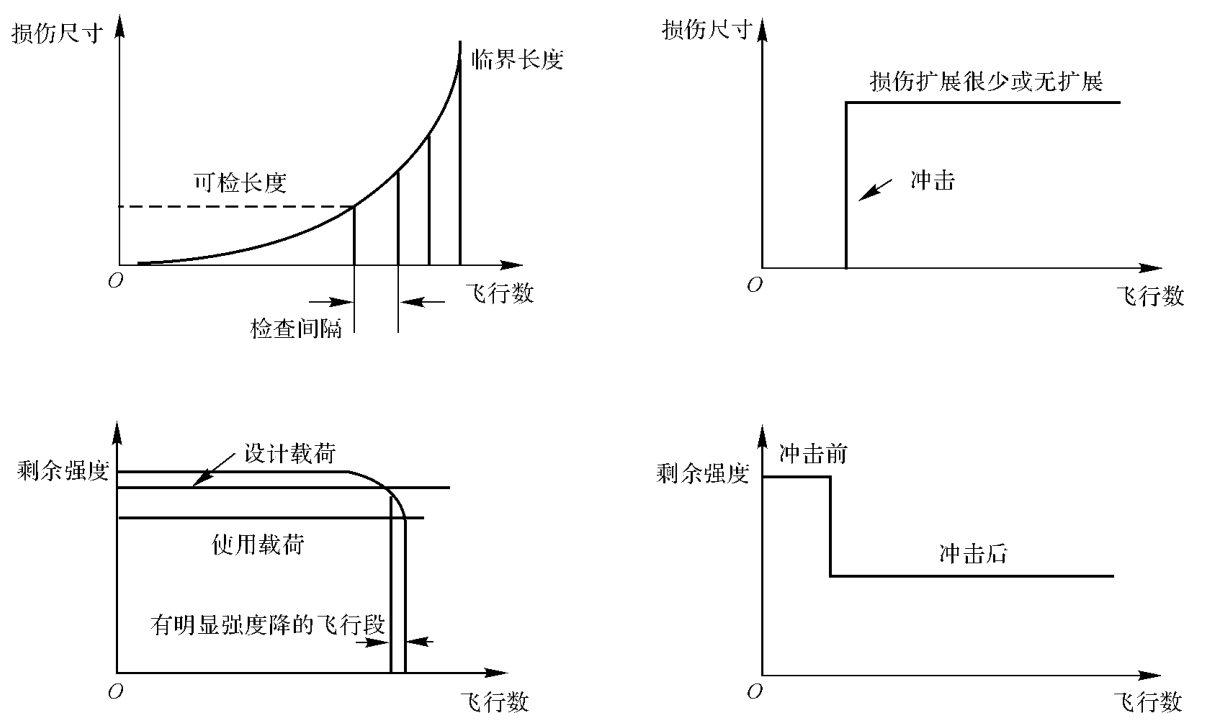 损伤尺寸
临界长度
可检长度
O
飞行数
检查间隔
损伤尺寸
损伤扩展很少或无扩展
冲击
O
飞行数
剩余强度
设计载荷
使用载荷
有明显强度降的飞行段
O
飞行数
剩余强度
冲击前
冲击后
O
飞行数